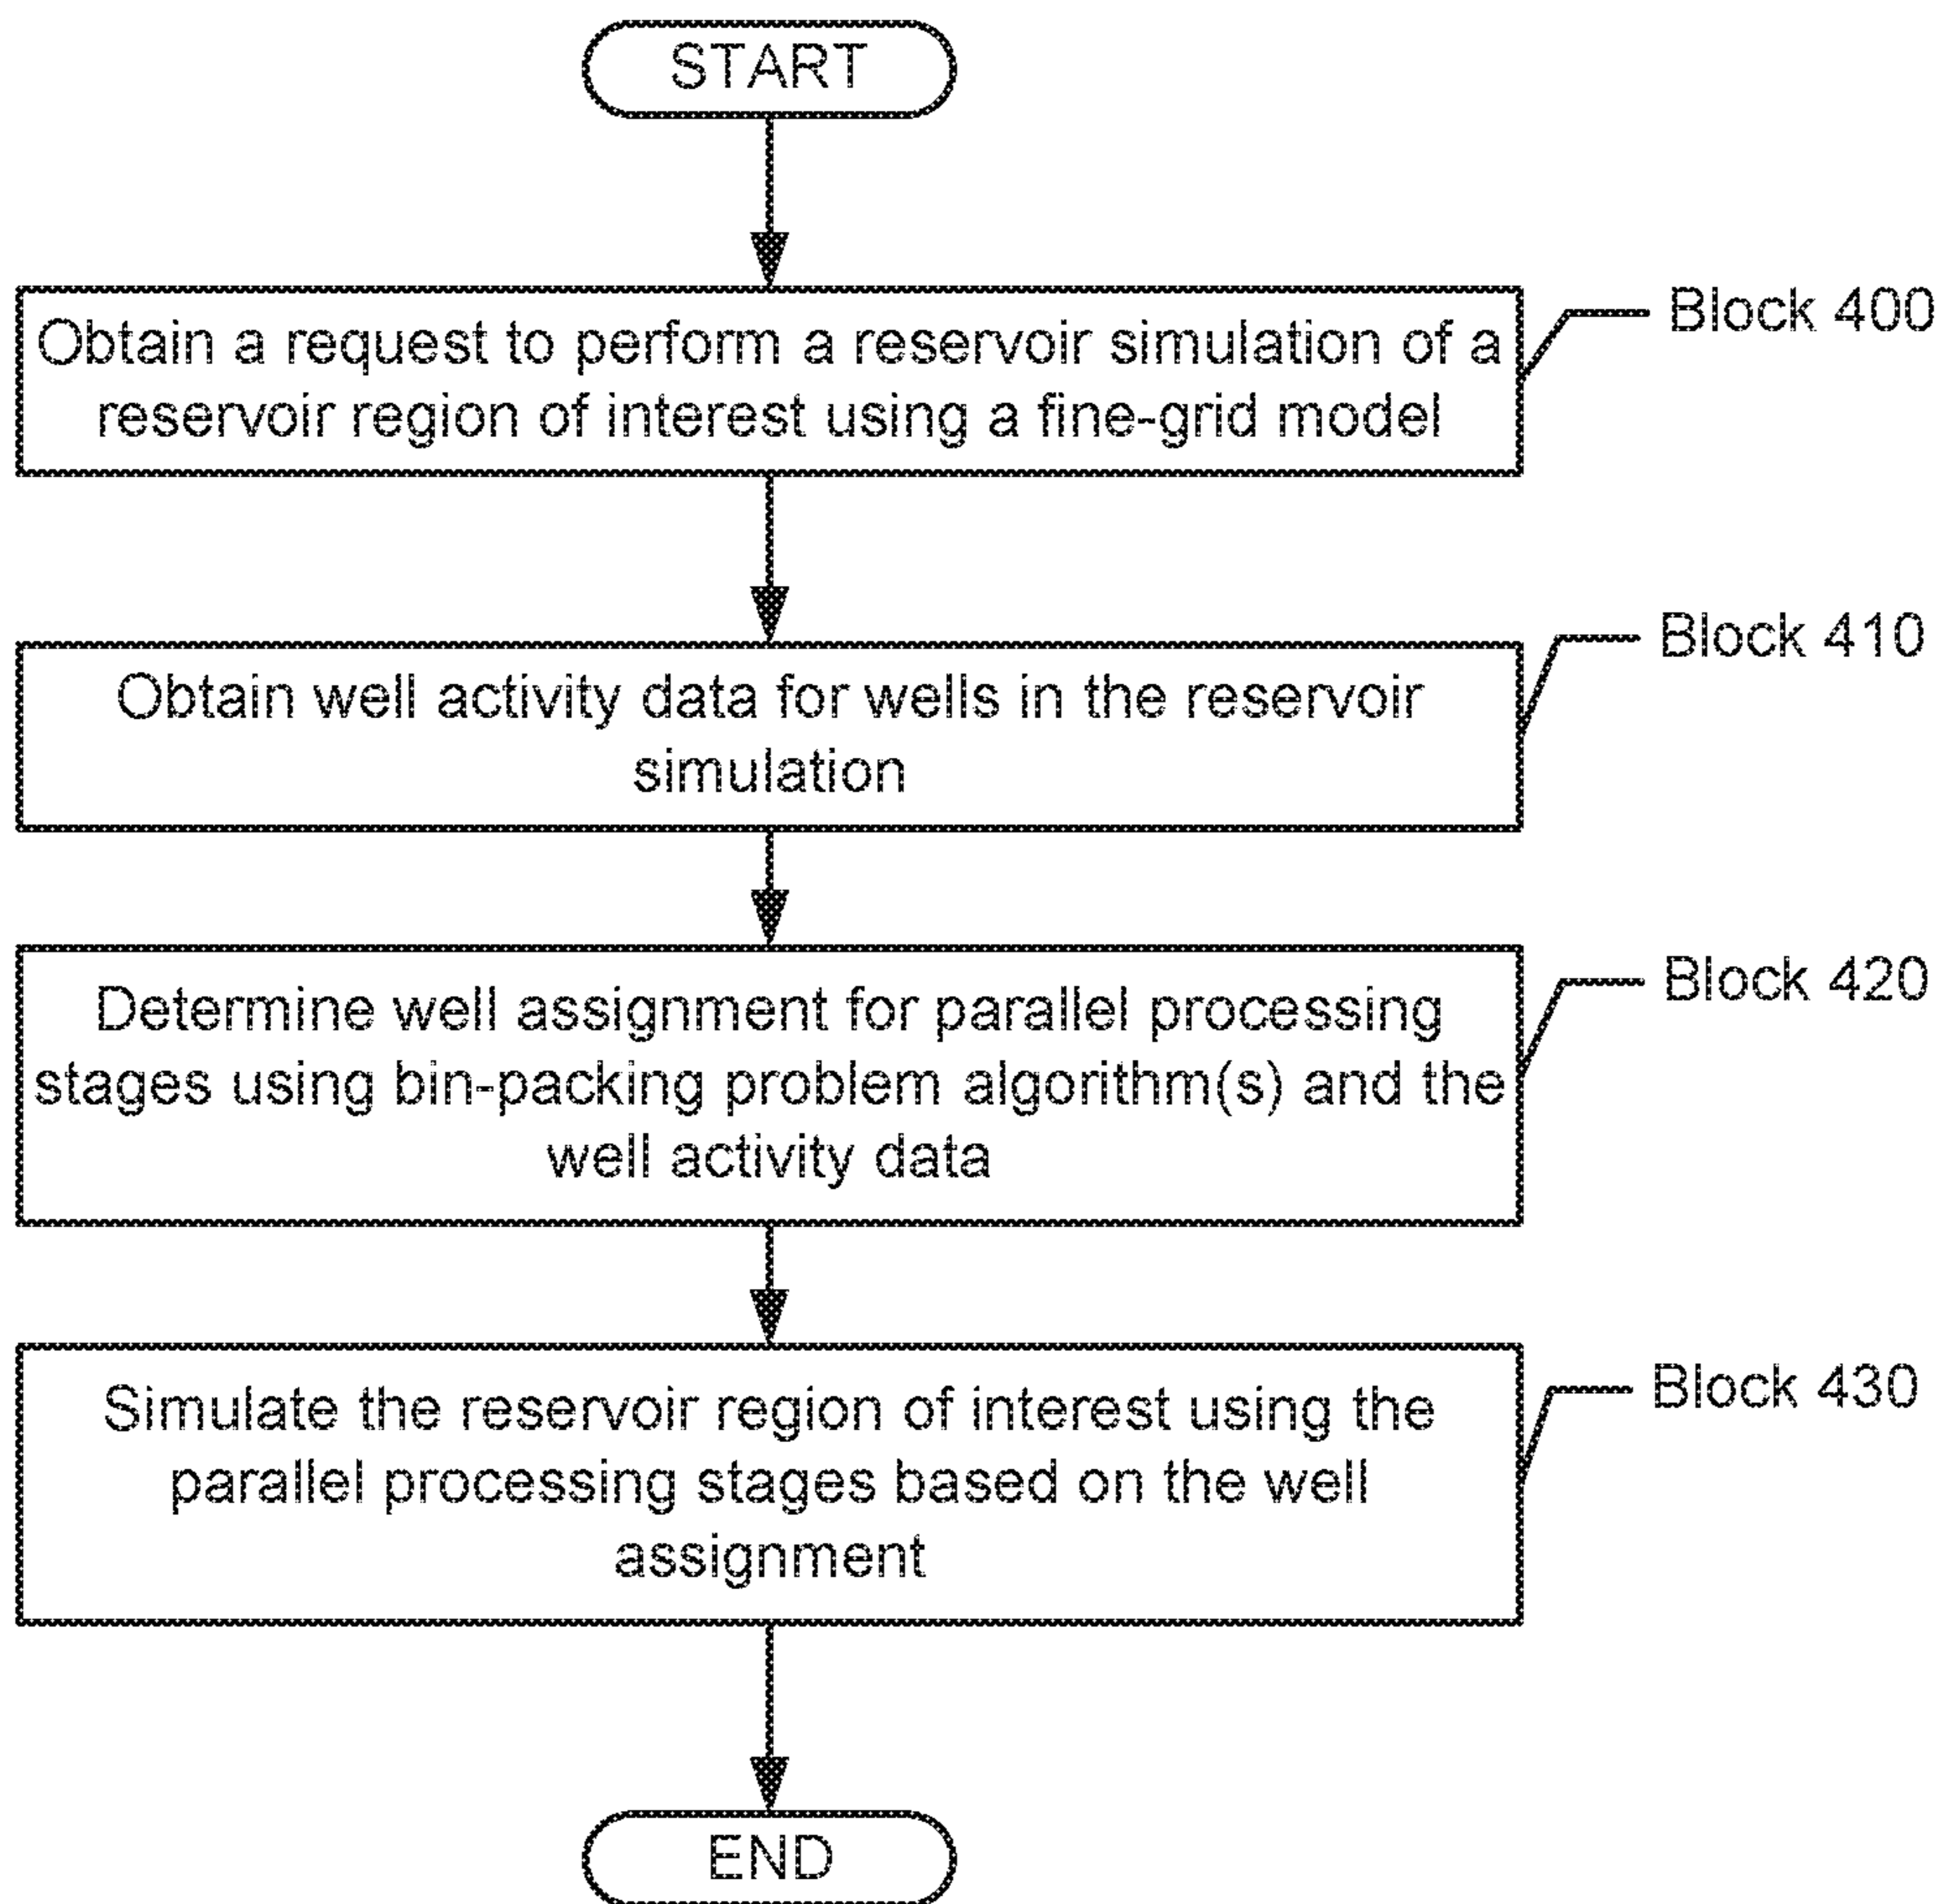 START
Obtain a request to perform a reservoir simulation of a
reservoir region of interest using a fine-grid model
Block 400
Obtain well activity data for wells in the reservoir
simulation
Block 410
Determine well assignment for parallel processing
stages using bin-packing problem algorithm(s) and the
well activity data
Block 420
Simulate the reservoir region of interest using the
parallel processing stages based on the well
assignment
Block 430
END